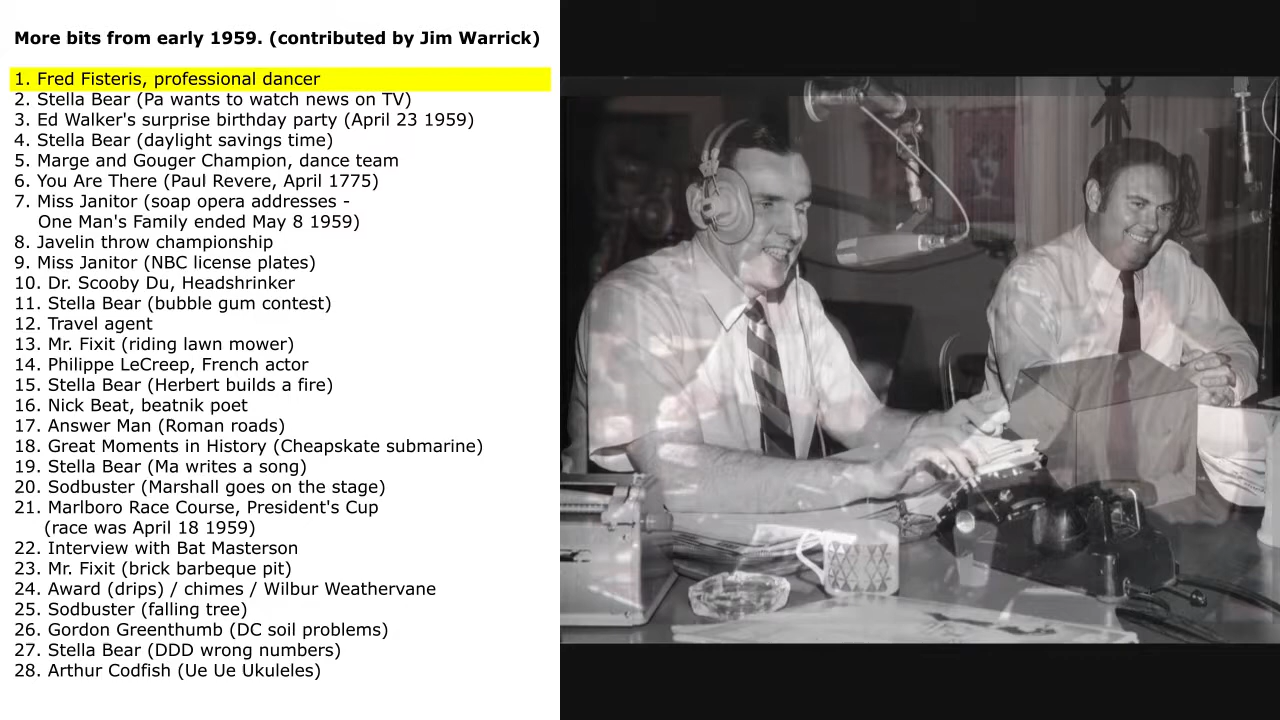 More bits from early 1959. (contributed by Jim Warrick)
1. Fred Fisteris, professional dancer
2. Stella Bear (Pa wants to watch news on TV)
3. Ed Walker's surprise birthday party (April 23 1959)
4. Stella Bear (daylight savings time)
5. Marge and Gouger Champion, dance team
6. You Are There (Paul Revere, April 1775)
7. Miss Janitor (soap opera addresses -
One Man's Family ended May 8 1959)
8. Javelin throw championship
9. Miss Janitor (NBC license plates)
10. Dr. Scooby Du, Headshrinker
11. Stella Bear (bubble gum contest)
12. Travel agent
13. Mr. Fixit (riding lawn mower)
14. Philippe LeCreep, French actor
15. Stella Bear (Herbert builds a fire)
16. Nick Beat, beatnik poet
17. Answer Man (Roman roads)
18. Great Moments in History (Cheapskate submarine)
19. Stella Bear (Ma writes a song)
20. Sodbuster (Marshall goes on the stage)
21. Marlboro Race Course, President's Cup
(race was April 18 1959)
22. Interview with Bat Masterson
23. Mr. Fixit (brick barbeque pit)
24. Award (drips) / chimes / Wilbur Weathervane
25. Sodbuster (falling tree)
26. Gordon Greenthumb (DC soil problems)
27. Stella Bear (DDD wrong numbers)
28. Arthur Codfish (Ue Ue Ukuleles)